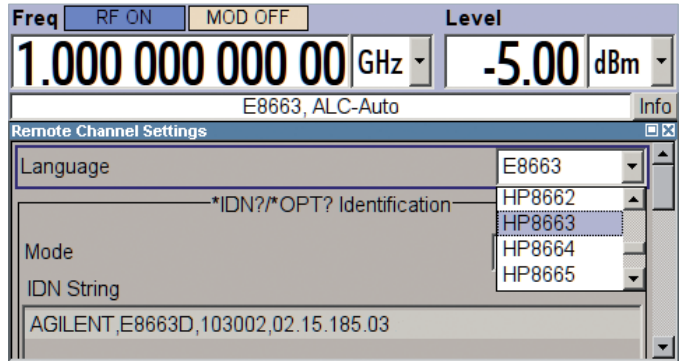 Freq RF ON MOD OFF Level
1.000 000 000 00 GHz -5.00 dBm
E8663, ALC-Auto Info
Remote Channel Settings
Language E8663
HP8662
*IDN?/*OPT? Identification
HP8663
Mode HP8664
HP8665
IDN String
AGILENT,E8663D,103002,02.15.185.03